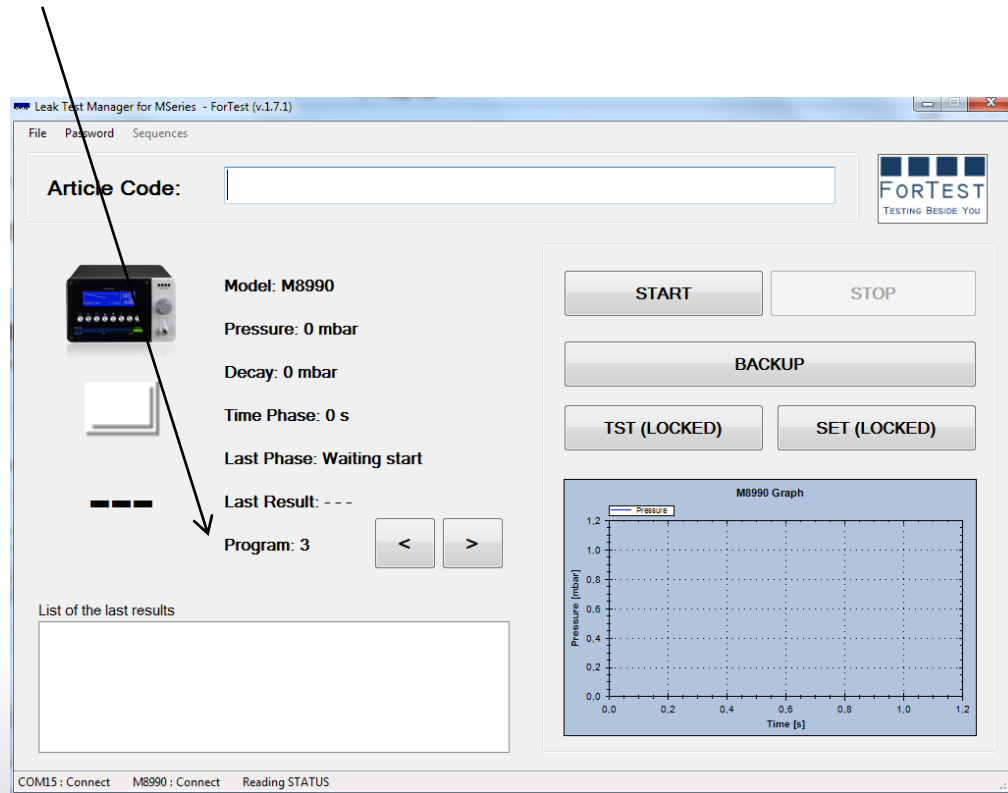 Leak Test Manager for MSeries - ForTest (v.1.7.1)
File Password Sequences
Article Code:
FORTEST
TESTING BESIDE YOU
Model: M8990
Pressure: 0 mbar
Decay: 0 mbar
Time Phase: 0 s
Last Phase: Waiting start
Last Result: - - -
Program: 3
< >
START STOP
BACKUP
TST (LOCKED) SET (LOCKED)
M8990 Graph
Pressure
Pressure [mbar]
1,2
1,0
0,8
0,6
0,4
0,2
0,0
0,0 0,2 0,4 0,6 0,8 1,0 1,2
Time [s]
List of the last results
COM15 : Connect M8990 : Connect Reading STATUS